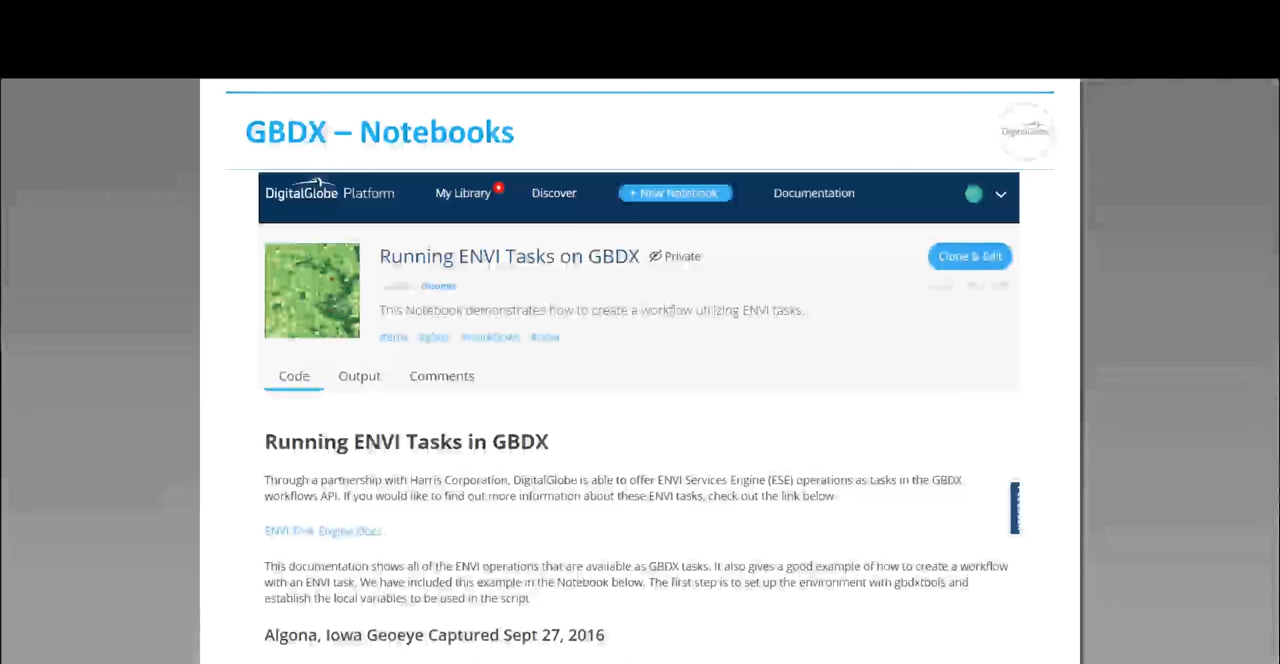 GBDX – Notebooks
DigitalGlobe
DigitalGlobe Platform My Library Discover + New Notebook Documentation
Running ENVI Tasks on GBDX Private Clone & Edit
This Notebook demonstrates how to create a workflow utilizing ENVI tasks.
Code Output Comments
Running ENVI Tasks in GBDX
Through a partnership with Harris Corporation, DigitalGlobe is able to offer ENVI Services Engine (ESE) operations as tasks in the GBDX
workflows API. If you would like to find out more information about these ENVI tasks, check out the link below
ENVI Engine Docs
This documentation shows all of the ENVI operations that are available as GBDX tasks. It also gives a good example of how to create a workflow
with an ENVI task. We have included this example in the Notebook below. The first step is to set up the environment with gbdxtools and
establish the local variables to be used in the script
Algona, Iowa Geoeye Captured Sept 27, 2016